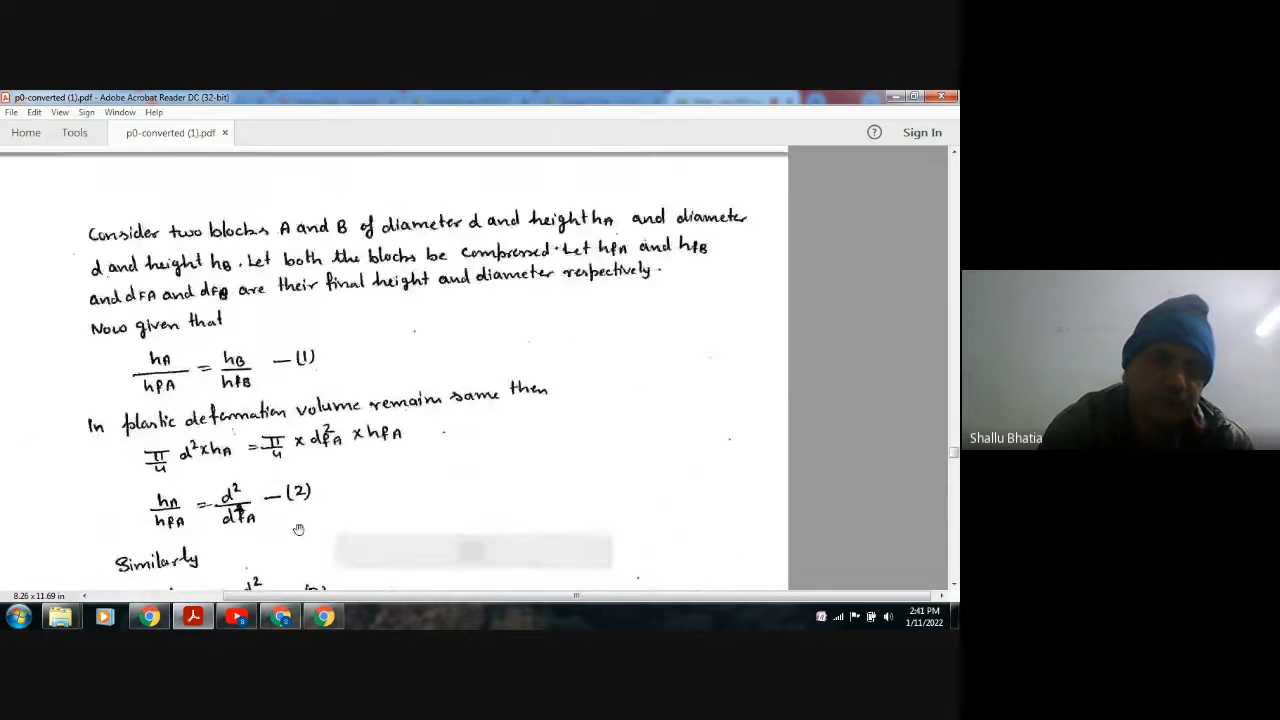 p0-converted (1).pdf - Adobe Acrobat Reader DC (32-bit)
File Edit View Sign Window Help
Home Tools p0-converted (1).pdf × ? Sign In
Consider two blocks A and B of diameter d and height hA and diameter
d and height hB. Let both the blocks be compressed. Let hfA and hfB
and dFA and dFB are their final height and diameter respectively.
Now given that
hA/hfA = hB/hfB — (1)
In plastic deformation volume remain same then
π/4 d² × hA = π/4 × df²A × hfA
hA/hfA = d²/df²A — (2)
Similarly
d²
8.26 x 11.69 in
2:41 PM
1/11/2022
Shallu Bhatia